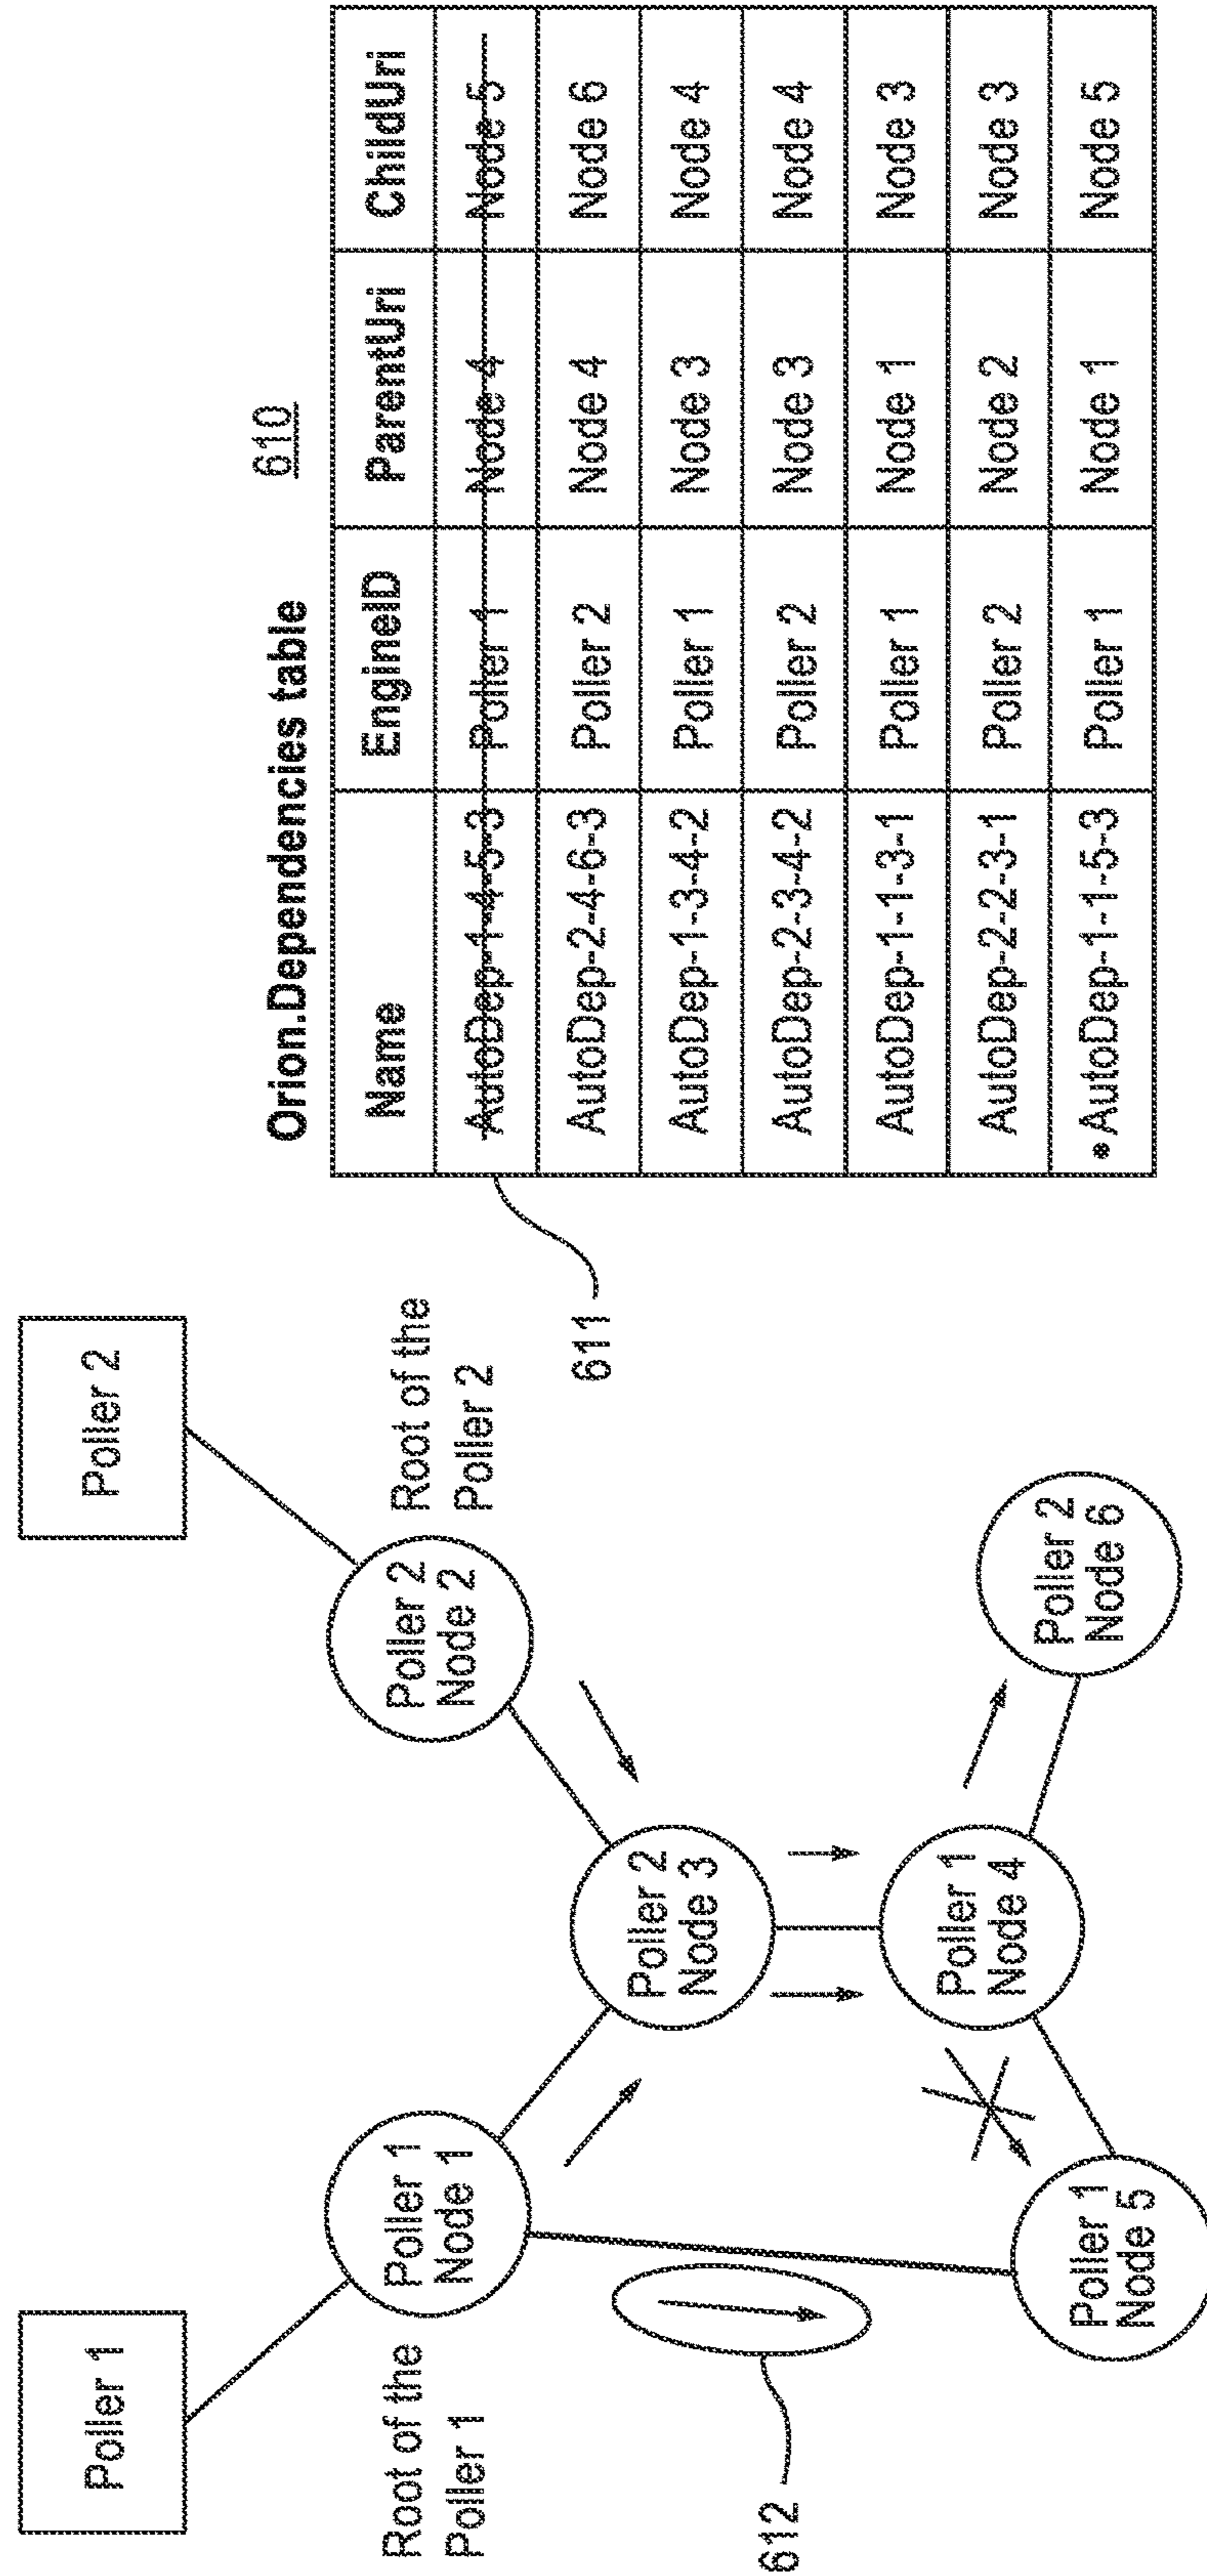 Poller 1
Poller 2
Root of the
Poller 1
Poller 1
Node 1
Poller 2
Node 2
Root of the
Poller 2
Poller 2
Node 3
Poller 1
Node 4
Poller 1
Node 5
Poller 2
Node 6
612
611
Orion.Dependencies table
610
Name EngineID ParentUri ChildUri
AutoDep-1-4-5-3 Poller 1 Node 4 Node 5
AutoDep-2-4-6-3 Poller 2 Node 4 Node 6
AutoDep-1-3-4-2 Poller 1 Node 3 Node 4
AutoDep-2-3-4-2 Poller 2 Node 3 Node 4
AutoDep-1-1-3-1 Poller 1 Node 1 Node 3
AutoDep-2-2-3-1 Poller 2 Node 2 Node 3
• AutoDep-1-1-5-3 Poller 1 Node 1 Node 5